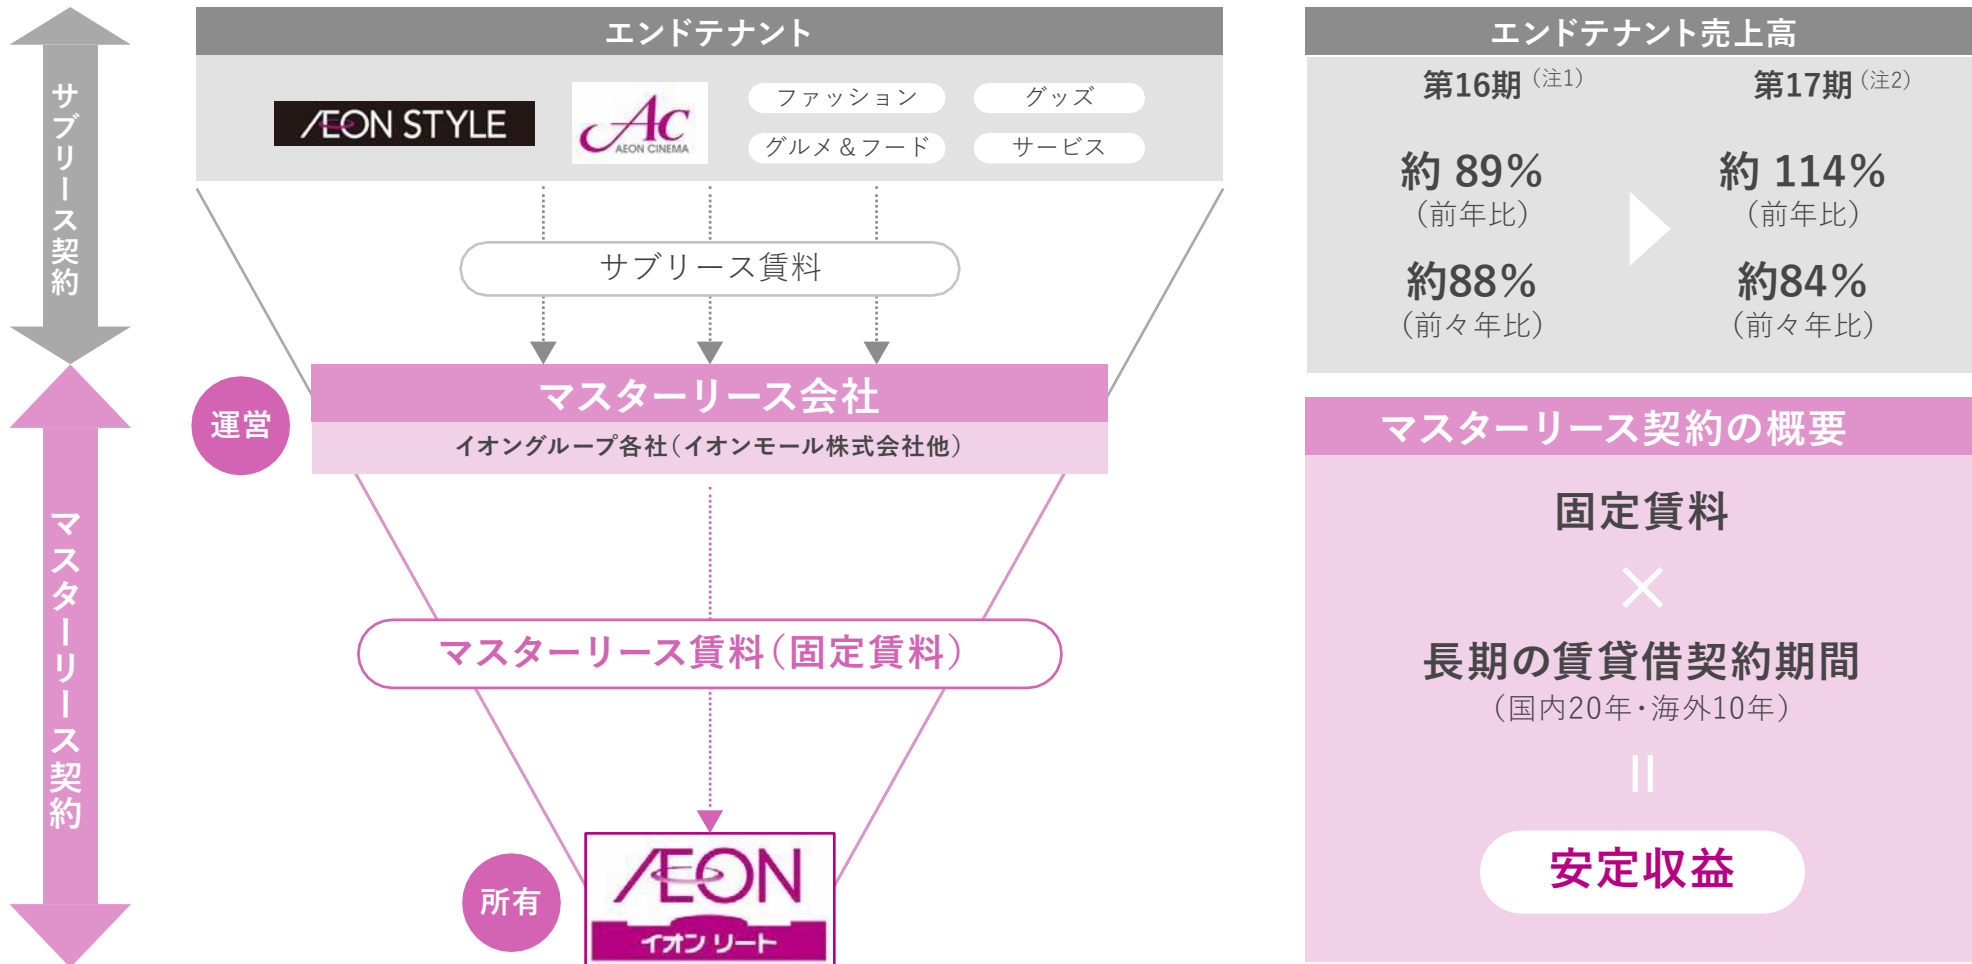 サブリース契約
マスターリース契約
エンドテナント
ÆON STYLE
Ac
AEON CINEMA
ファッション
グッズ
グルメ＆フード
サービス
サブリース賃料
運営
マスターリース会社
イオングループ各社（イオンモール株式会社他）
マスターリース賃料（固定賃料）
所有
ÆON
イオン リート
エンドテナント売上高
第16期（注1）
第17期（注2）
約 89%
（前年比）
約 114%
（前年比）
約88%
（前々年比）
約84%
（前々年比）
マスターリース契約の概要
固定賃料
×
長期の賃貸借契約期間
（国内20年・海外10年）
＝
安定収益